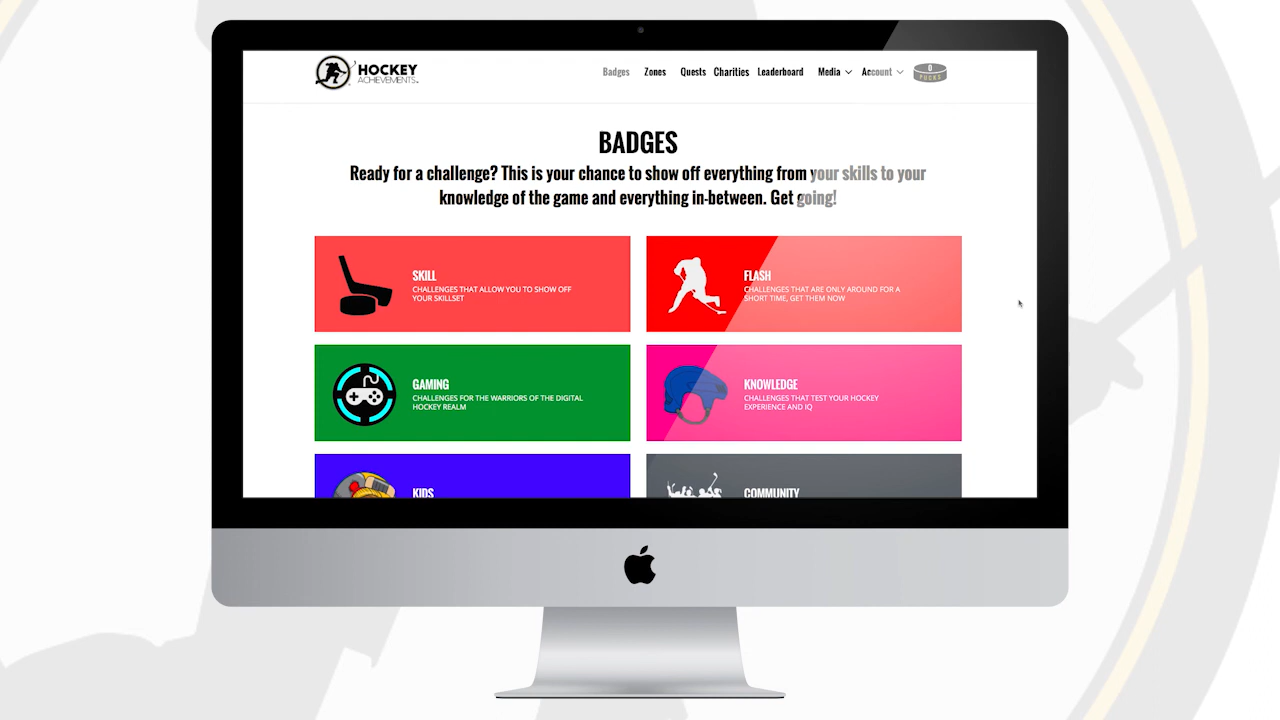 HOCKEY
ACHIEVEMENTS
Badges Zones Quests Charities Leaderboard Media Account 0 PUCKS
BADGES
Ready for a challenge? This is your chance to show off everything from your skills to your
knowledge of the game and everything in-between. Get going!
SKILL
CHALLENGES THAT ALLOW YOU TO SHOW OFF
YOUR SKILLSET
FLASH
CHALLENGES THAT ARE ONLY AROUND FOR A
SHORT TIME, GET THEM NOW
GAMING
CHALLENGES FOR THE WARRIORS OF THE DIGITAL
HOCKEY REALM
KNOWLEDGE
CHALLENGES THAT TEST YOUR HOCKEY
EXPERIENCE AND IQ
KIDS
COMMUNITY